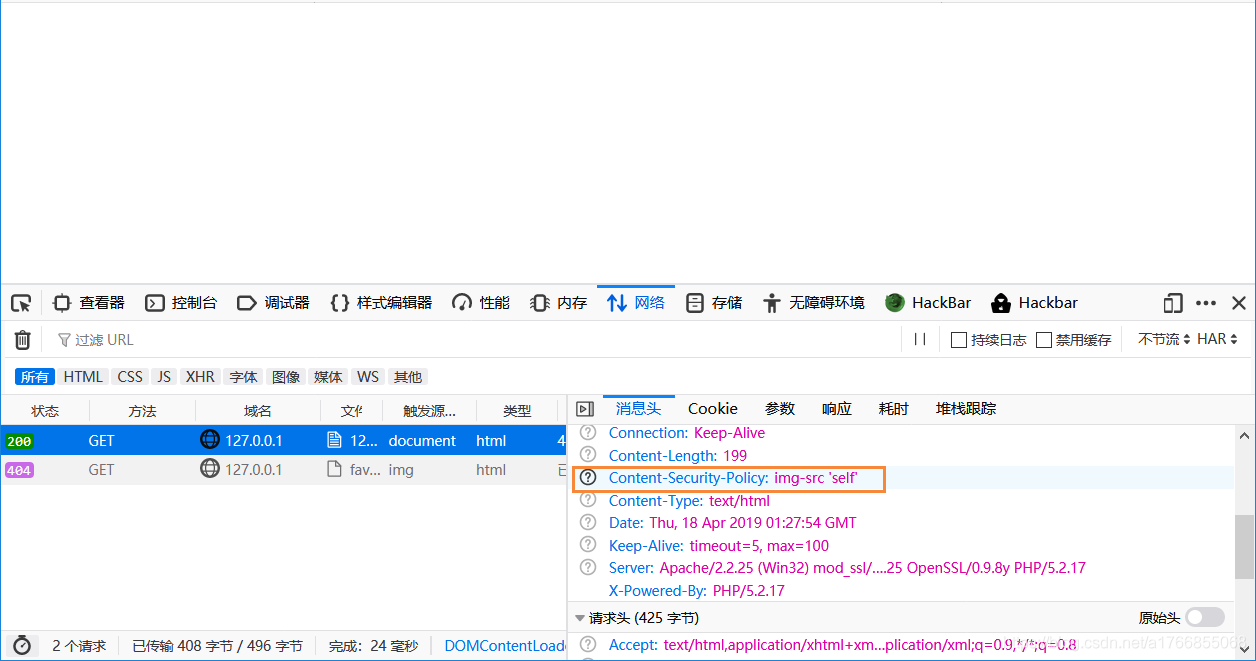 查看器 控制台 调试器 样式编辑器 性能 内存 网络 存储 无障碍环境 HackBar Hackbar
过滤 URL 持续日志 禁用缓存 不节流 HAR
所有 HTML CSS JS XHR 字体 图像 媒体 WS 其他
状态 方法 域名 触发源... 类型
200 GET 127.0.0.1 12... document html 4
404 GET 127.0.0.1 fav... img html
消息头 Cookie 参数 响应 耗时 堆栈跟踪
Connection: Keep-Alive
Content-Length: 199
Content-Security-Policy: img-src 'self'
Content-Type: text/html
Date: Thu, 18 Apr 2019 01:27:54 GMT
Keep-Alive: timeout=5, max=100
Server: Apache/2.2.25 (Win32) mod_ssl/....25 OpenSSL/0.9.8y PHP/5.2.17
X-Powered-By: PHP/5.2.17
请求头 (425 字节) 原始头
Accept: text/html,application/xhtml+xm...plication/xml;q=0.9,*/*;q=0.8
2 个请求 已传输 408 字节 / 496 字节 完成: 24 毫秒 DOMContentLoade